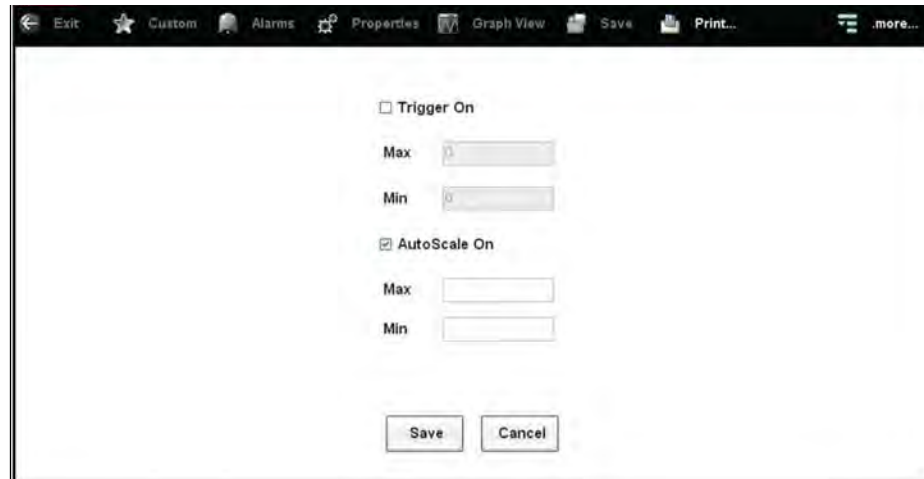 Exit Custom Alarms Properties Graph View Save Print... .more...
Trigger On
Max 0
Min 0
AutoScale On
Max
Min
Save Cancel